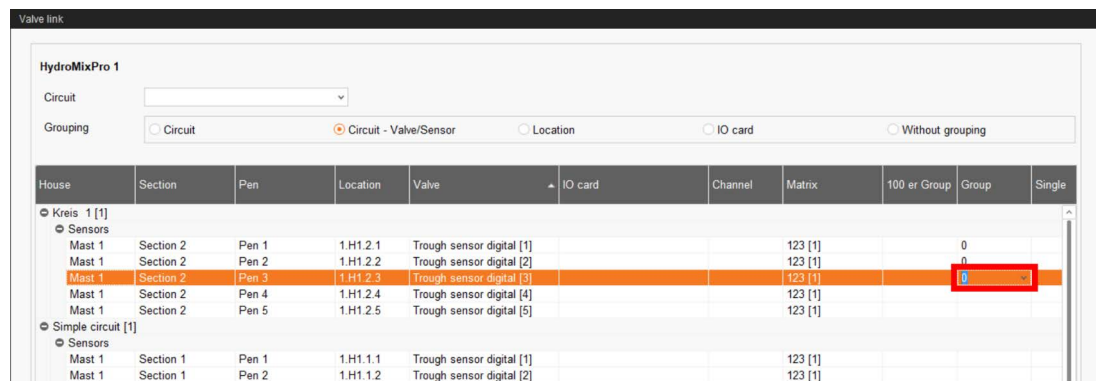 Valve link
HydroMixPro 1
Circuit
Grouping Circuit Circuit - Valve/Sensor Location IO card Without grouping
House Section Pen Location Valve IO card Channel Matrix 100 er Group Group Single
Kreis 1 [1]
Sensors
Mast 1 Section 2 Pen 1 1.H1.2.1 Trough sensor digital [1] 123 [1] 0
Mast 1 Section 2 Pen 2 1.H1.2.2 Trough sensor digital [2] 123 [1] 0
Mast 1 Section 2 Pen 3 1.H1.2.3 Trough sensor digital [3] 123 [1] 0
Mast 1 Section 2 Pen 4 1.H1.2.4 Trough sensor digital [4] 123 [1]
Mast 1 Section 2 Pen 5 1.H1.2.5 Trough sensor digital [5] 123 [1]
Simple circuit [1]
Sensors
Mast 1 Section 1 Pen 1 1.H1.1.1 Trough sensor digital [1] 123 [1]
Mast 1 Section 1 Pen 2 1.H1.1.2 Trough sensor digital [2] 123 [1]